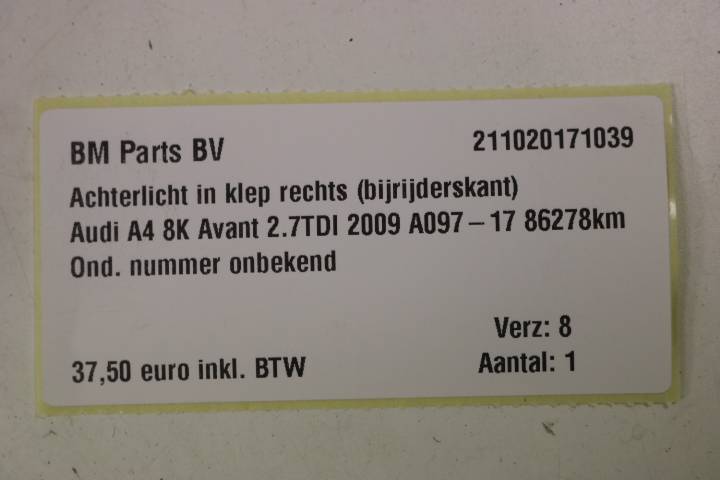 BM Parts BV 211020171039
Achterlicht in klep rechts (bijrijderskant)
Audi A4 8K Avant 2.7TDI 2009 A097–17 86278km
Ond. nummer onbekend
Verz: 8
37,50 euro inkl. BTW Aantal: 1